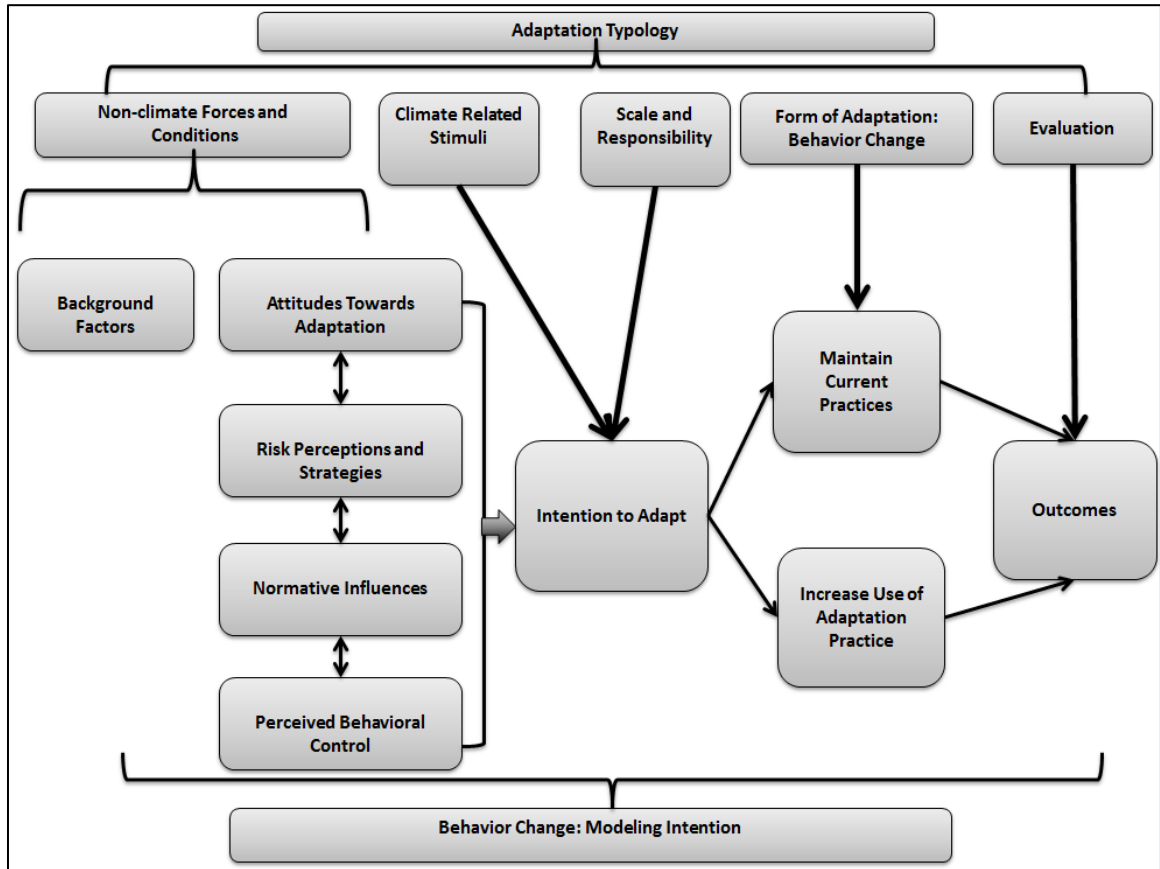 Adaptation Typology
Non-climate Forces and
Conditions
Climate Related
Stimuli
Scale and
Responsibility
Form of Adaptation:
Behavior Change
Evaluation
Background
Factors
Attitudes Towards
Adaptation
Risk Perceptions and
Strategies
Normative Influences
Perceived Behavioral
Control
Intention to Adapt
Maintain
Current
Practices
Increase Use of
Adaptation
Practice
Outcomes
Behavior Change: Modeling Intention